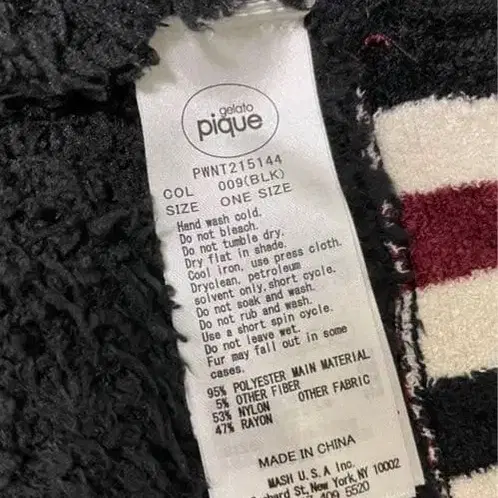 gelato
pique
PWNT215144
COL 009(BLK)
SIZE ONE SIZE
Hand wash cold.
Do not bleach.
Do not tumble dry.
Dry flat in shade.
Cool iron, use press cloth.
Dryclean, petroleum
solvent only, short cycle.
Do not soak and wash.
Do not rub and wash.
Use a short spin cycle.
Do not leave wet.
Fur may fall out in some
cases.
95% POLYESTER MAIN MATERIAL
5% OTHER FIBER
53% NYLON OTHER FABRIC
47% RAYON
MADE IN CHINA
MASH U.S.A Inc.
St, New York, NY 10002
5520